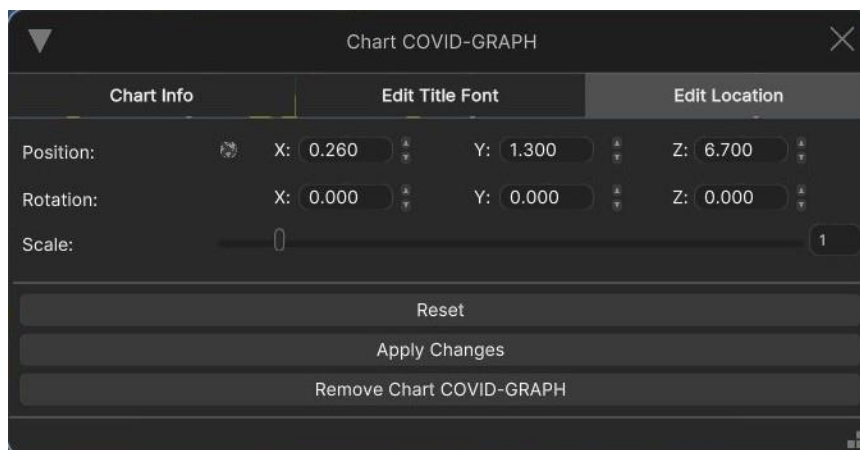 Chart COVID-GRAPH
Chart Info Edit Title Font Edit Location
Position: X: 0.260 Y: 1.300 Z: 6.700
Rotation: X: 0.000 Y: 0.000 Z: 0.000
Scale: 1
Reset
Apply Changes
Remove Chart COVID-GRAPH